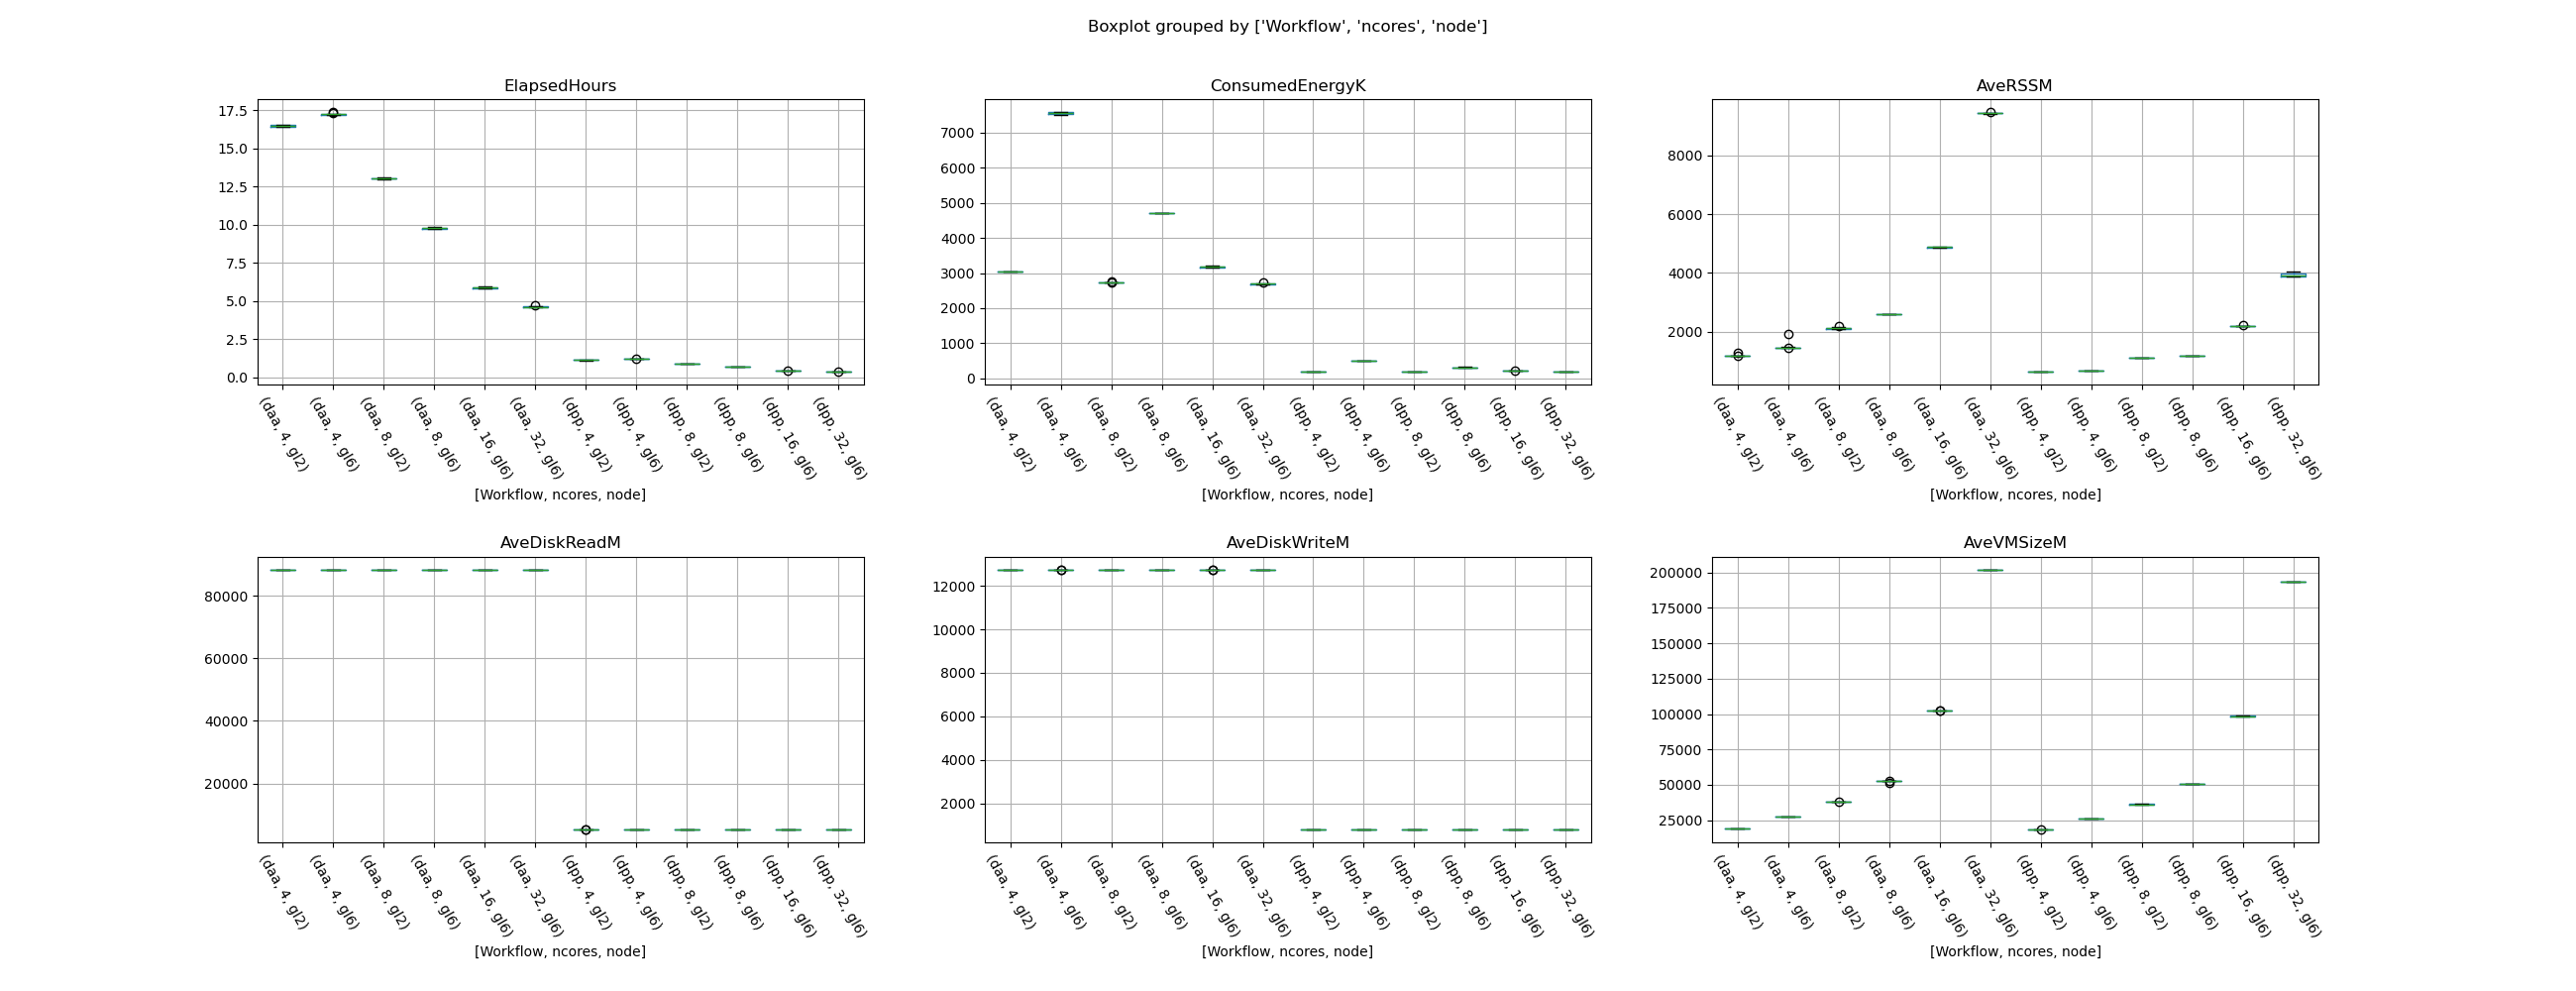 Boxplot grouped by ['Workflow', 'ncores', 'node']
ElapsedHours
17.5
15.0
12.5
10.0
7.5
5.0
2.5
0.0
(daa, 4, gl2)
(daa, 4, gl6)
(daa, 8, gl2)
(daa, 8, gl6)
(daa, 16, gl6)
(daa, 32, gl6)
(dpp, 4, gl2)
(dpp, 4, gl6)
(dpp, 8, gl2)
(dpp, 8, gl6)
(dpp, 16, gl6)
(dpp, 32, gl6)
[Workflow, ncores, node]
ConsumedEnergyK
7000
6000
5000
4000
3000
2000
1000
0
(daa, 4, gl2)
(daa, 4, gl6)
(daa, 8, gl2)
(daa, 8, gl6)
(daa, 16, gl6)
(daa, 32, gl6)
(dpp, 4, gl2)
(dpp, 4, gl6)
(dpp, 8, gl2)
(dpp, 8, gl6)
(dpp, 16, gl6)
(dpp, 32, gl6)
[Workflow, ncores, node]
AveRSSM
8000
6000
4000
2000
(daa, 4, gl2)
(daa, 4, gl6)
(daa, 8, gl2)
(daa, 8, gl6)
(daa, 16, gl6)
(daa, 32, gl6)
(dpp, 4, gl2)
(dpp, 4, gl6)
(dpp, 8, gl2)
(dpp, 8, gl6)
(dpp, 16, gl6)
(dpp, 32, gl6)
[Workflow, ncores, node]
AveDiskReadM
80000
60000
40000
20000
(daa, 4, gl2)
(daa, 4, gl6)
(daa, 8, gl2)
(daa, 8, gl6)
(daa, 16, gl6)
(daa, 32, gl6)
(dpp, 4, gl2)
(dpp, 4, gl6)
(dpp, 8, gl2)
(dpp, 8, gl6)
(dpp, 16, gl6)
(dpp, 32, gl6)
[Workflow, ncores, node]
AveDiskWriteM
12000
10000
8000
6000
4000
2000
(daa, 4, gl2)
(daa, 4, gl6)
(daa, 8, gl2)
(daa, 8, gl6)
(daa, 16, gl6)
(daa, 32, gl6)
(dpp, 4, gl2)
(dpp, 4, gl6)
(dpp, 8, gl2)
(dpp, 8, gl6)
(dpp, 16, gl6)
(dpp, 32, gl6)
[Workflow, ncores, node]
AveVMSizeM
200000
175000
150000
125000
100000
75000
50000
25000
(daa, 4, gl2)
(daa, 4, gl6)
(daa, 8, gl2)
(daa, 8, gl6)
(daa, 16, gl6)
(daa, 32, gl6)
(dpp, 4, gl2)
(dpp, 4, gl6)
(dpp, 8, gl2)
(dpp, 8, gl6)
(dpp, 16, gl6)
(dpp, 32, gl6)
[Workflow, ncores, node]